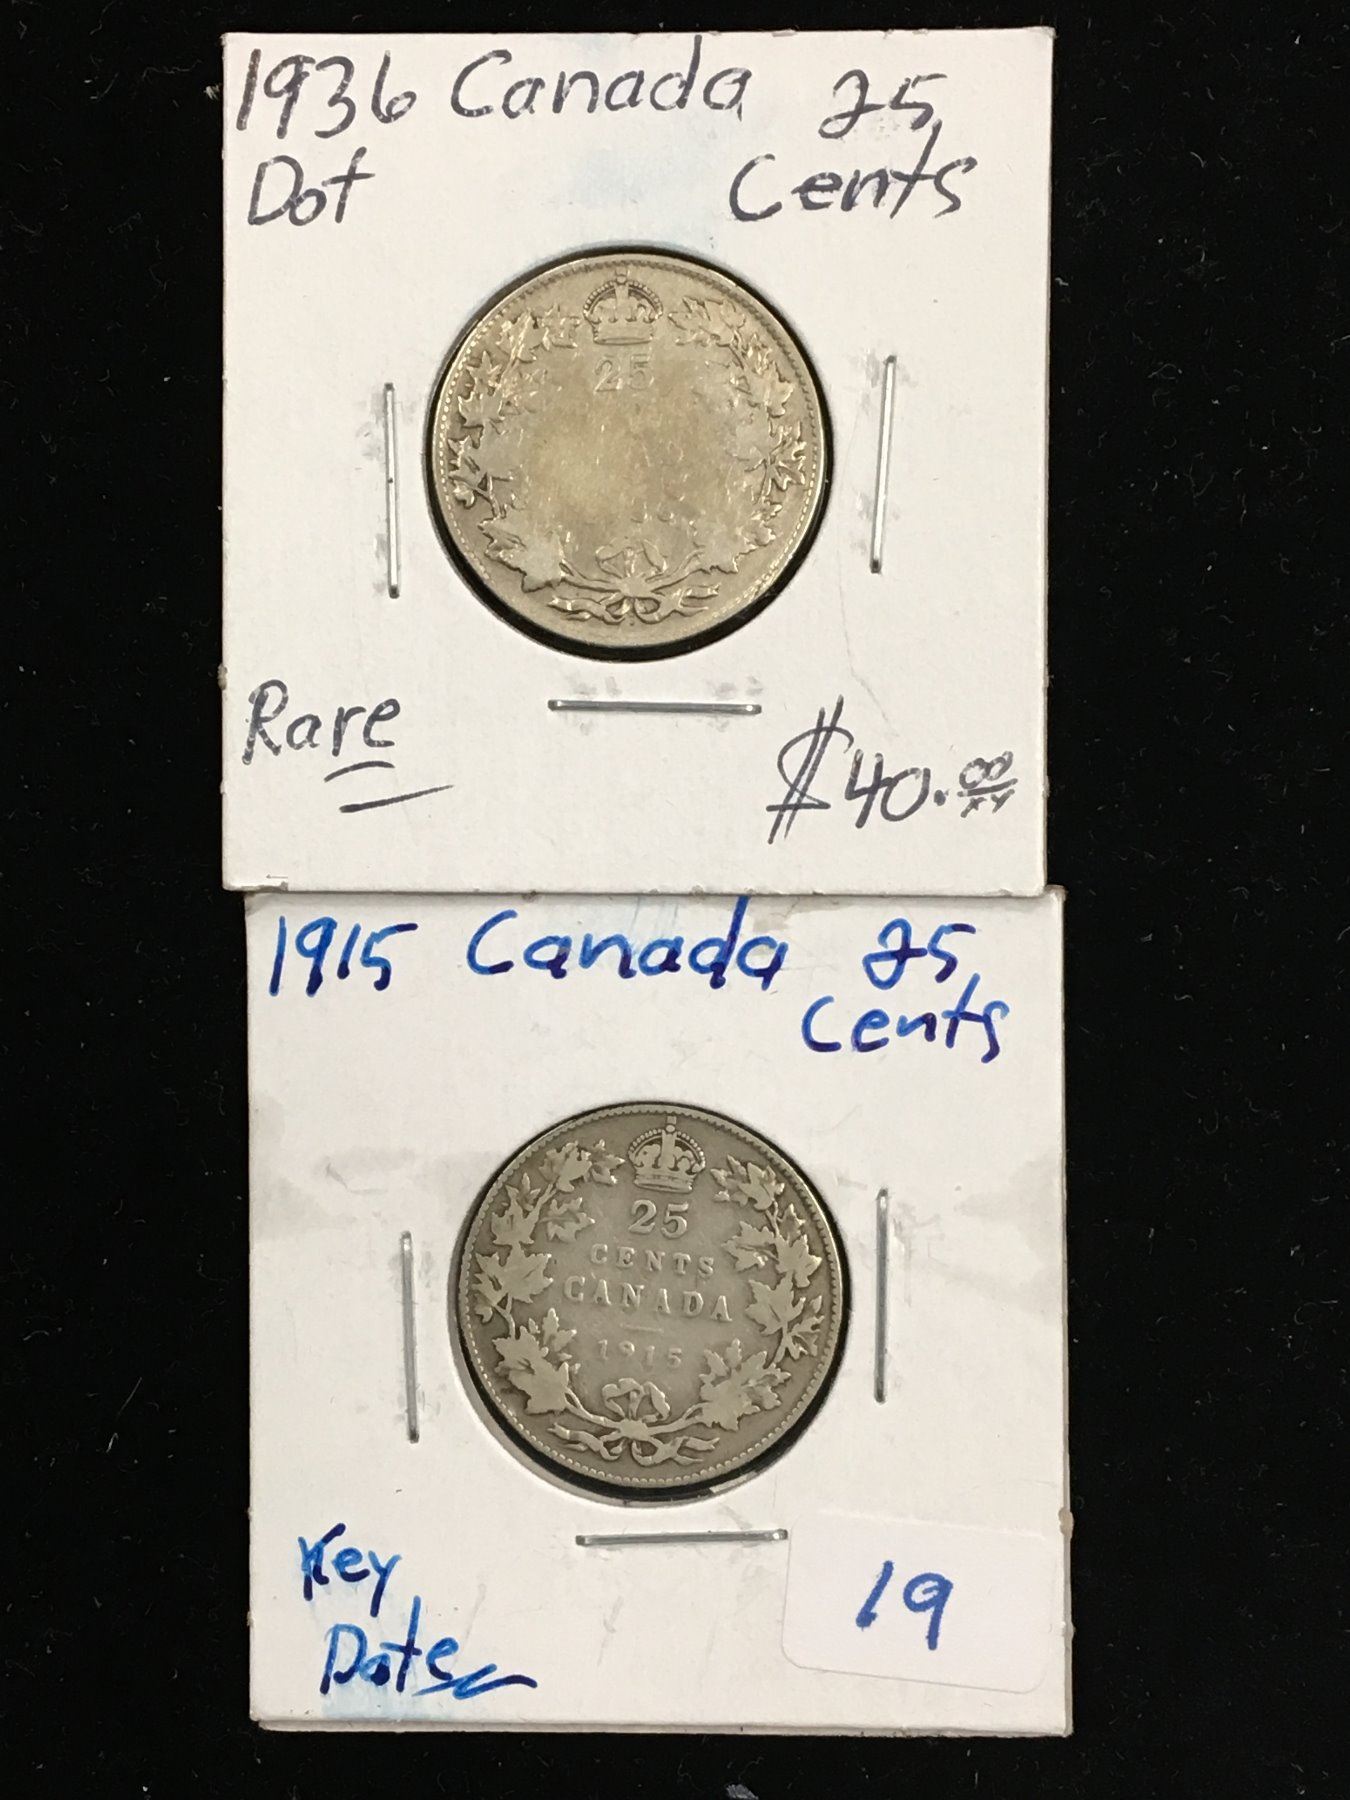 1936 Canada 25
Dot Cents
25
Rare
$40.00
1915 Canada 25
Cents
25
CENTS
CANADA
1915
Key
Date
19